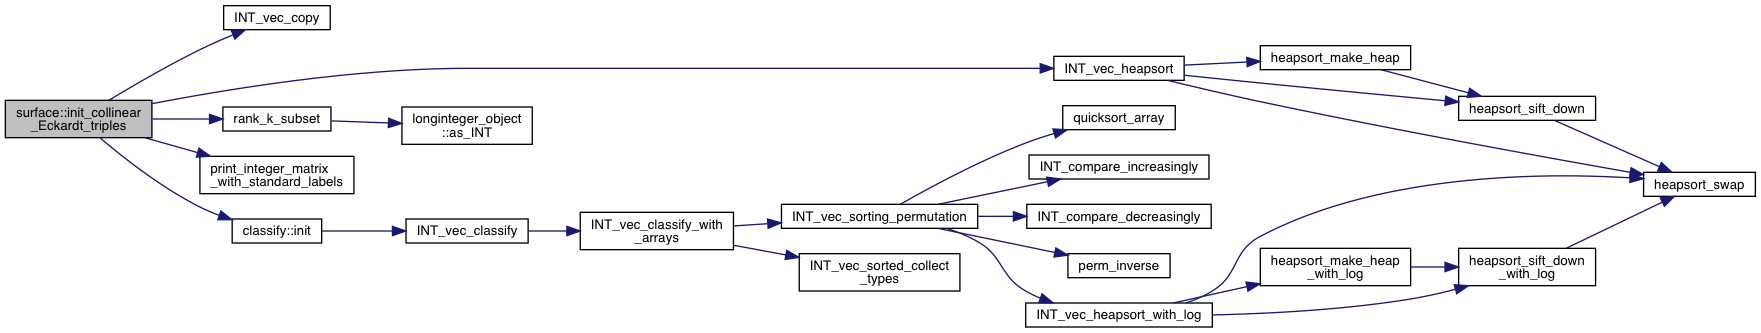 surface::init_collinear
_Eckardt_triples
INT_vec_copy
rank_k_subset
print_integer_matrix
_with_standard_labels
classify::init
longinteger_object
::as_INT
INT_vec_classify
INT_vec_classify_with
_arrays
INT_vec_sorting_permutation
INT_vec_sorted_collect
_types
INT_vec_heapsort
quicksort_array
INT_compare_increasingly
INT_compare_decreasingly
perm_inverse
INT_vec_heapsort_with_log
heapsort_make_heap
heapsort_make_heap
_with_log
heapsort_sift_down
heapsort_sift_down
_with_log
heapsort_swap